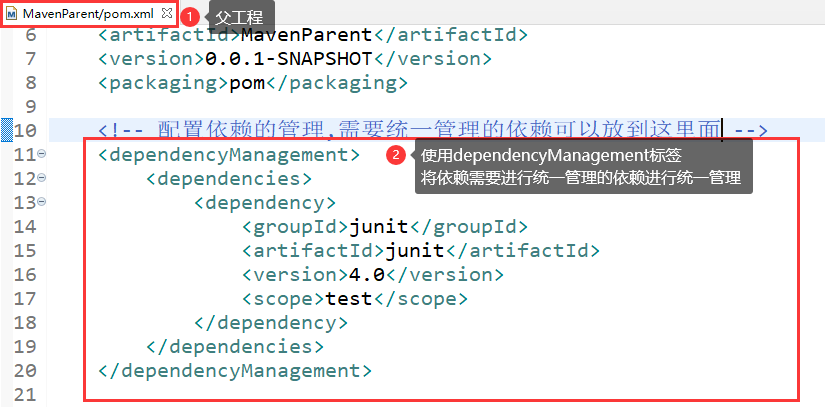 MavenParent/pom.xml
1 父工程
6 <artifactId>MavenParent</artifactId>
7 <version>0.0.1-SNAPSHOT</version>
8 <packaging>pom</packaging>
9
10 <!-- 配置依赖的管理,需要统一管理的依赖可以放到这里面 -->
11 <dependencyManagement>
2 使用dependencyManagement标签
将依赖需要进行统一管理的依赖进行统一管理
12 <dependencies>
13 <dependency>
14 <groupId>junit</groupId>
15 <artifactId>junit</artifactId>
16 <version>4.0</version>
17 <scope>test</scope>
18 </dependency>
19 </dependencies>
20 </dependencyManagement>
21